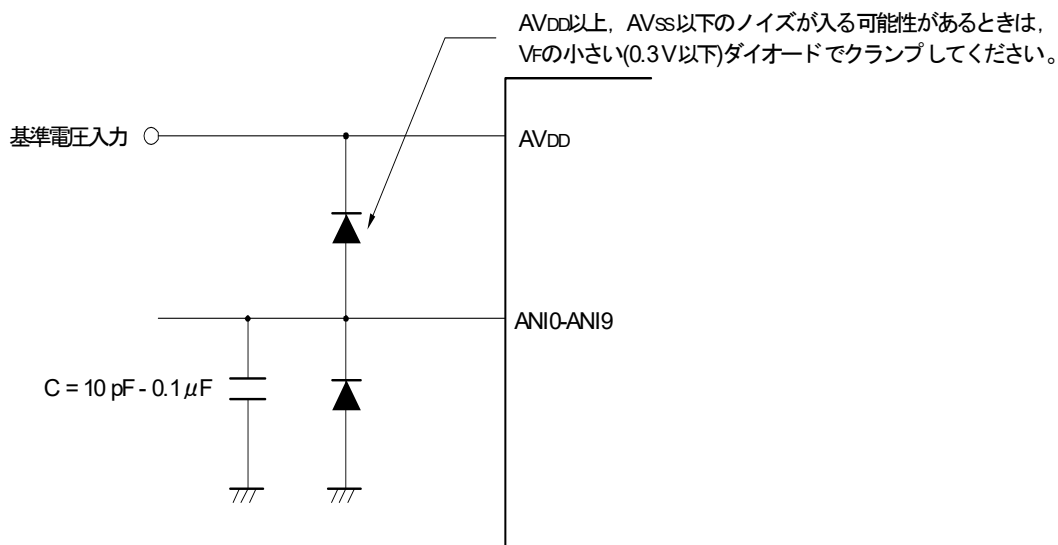 AVDD以上，AVSS以下のノイズが入る可能性があるときは，
VFの小さい(0.3 V以下)ダイオードでクランプしてください。
基準電圧入力
AVDD
ANI0-ANI9
C = 10 pF - 0.1 μF